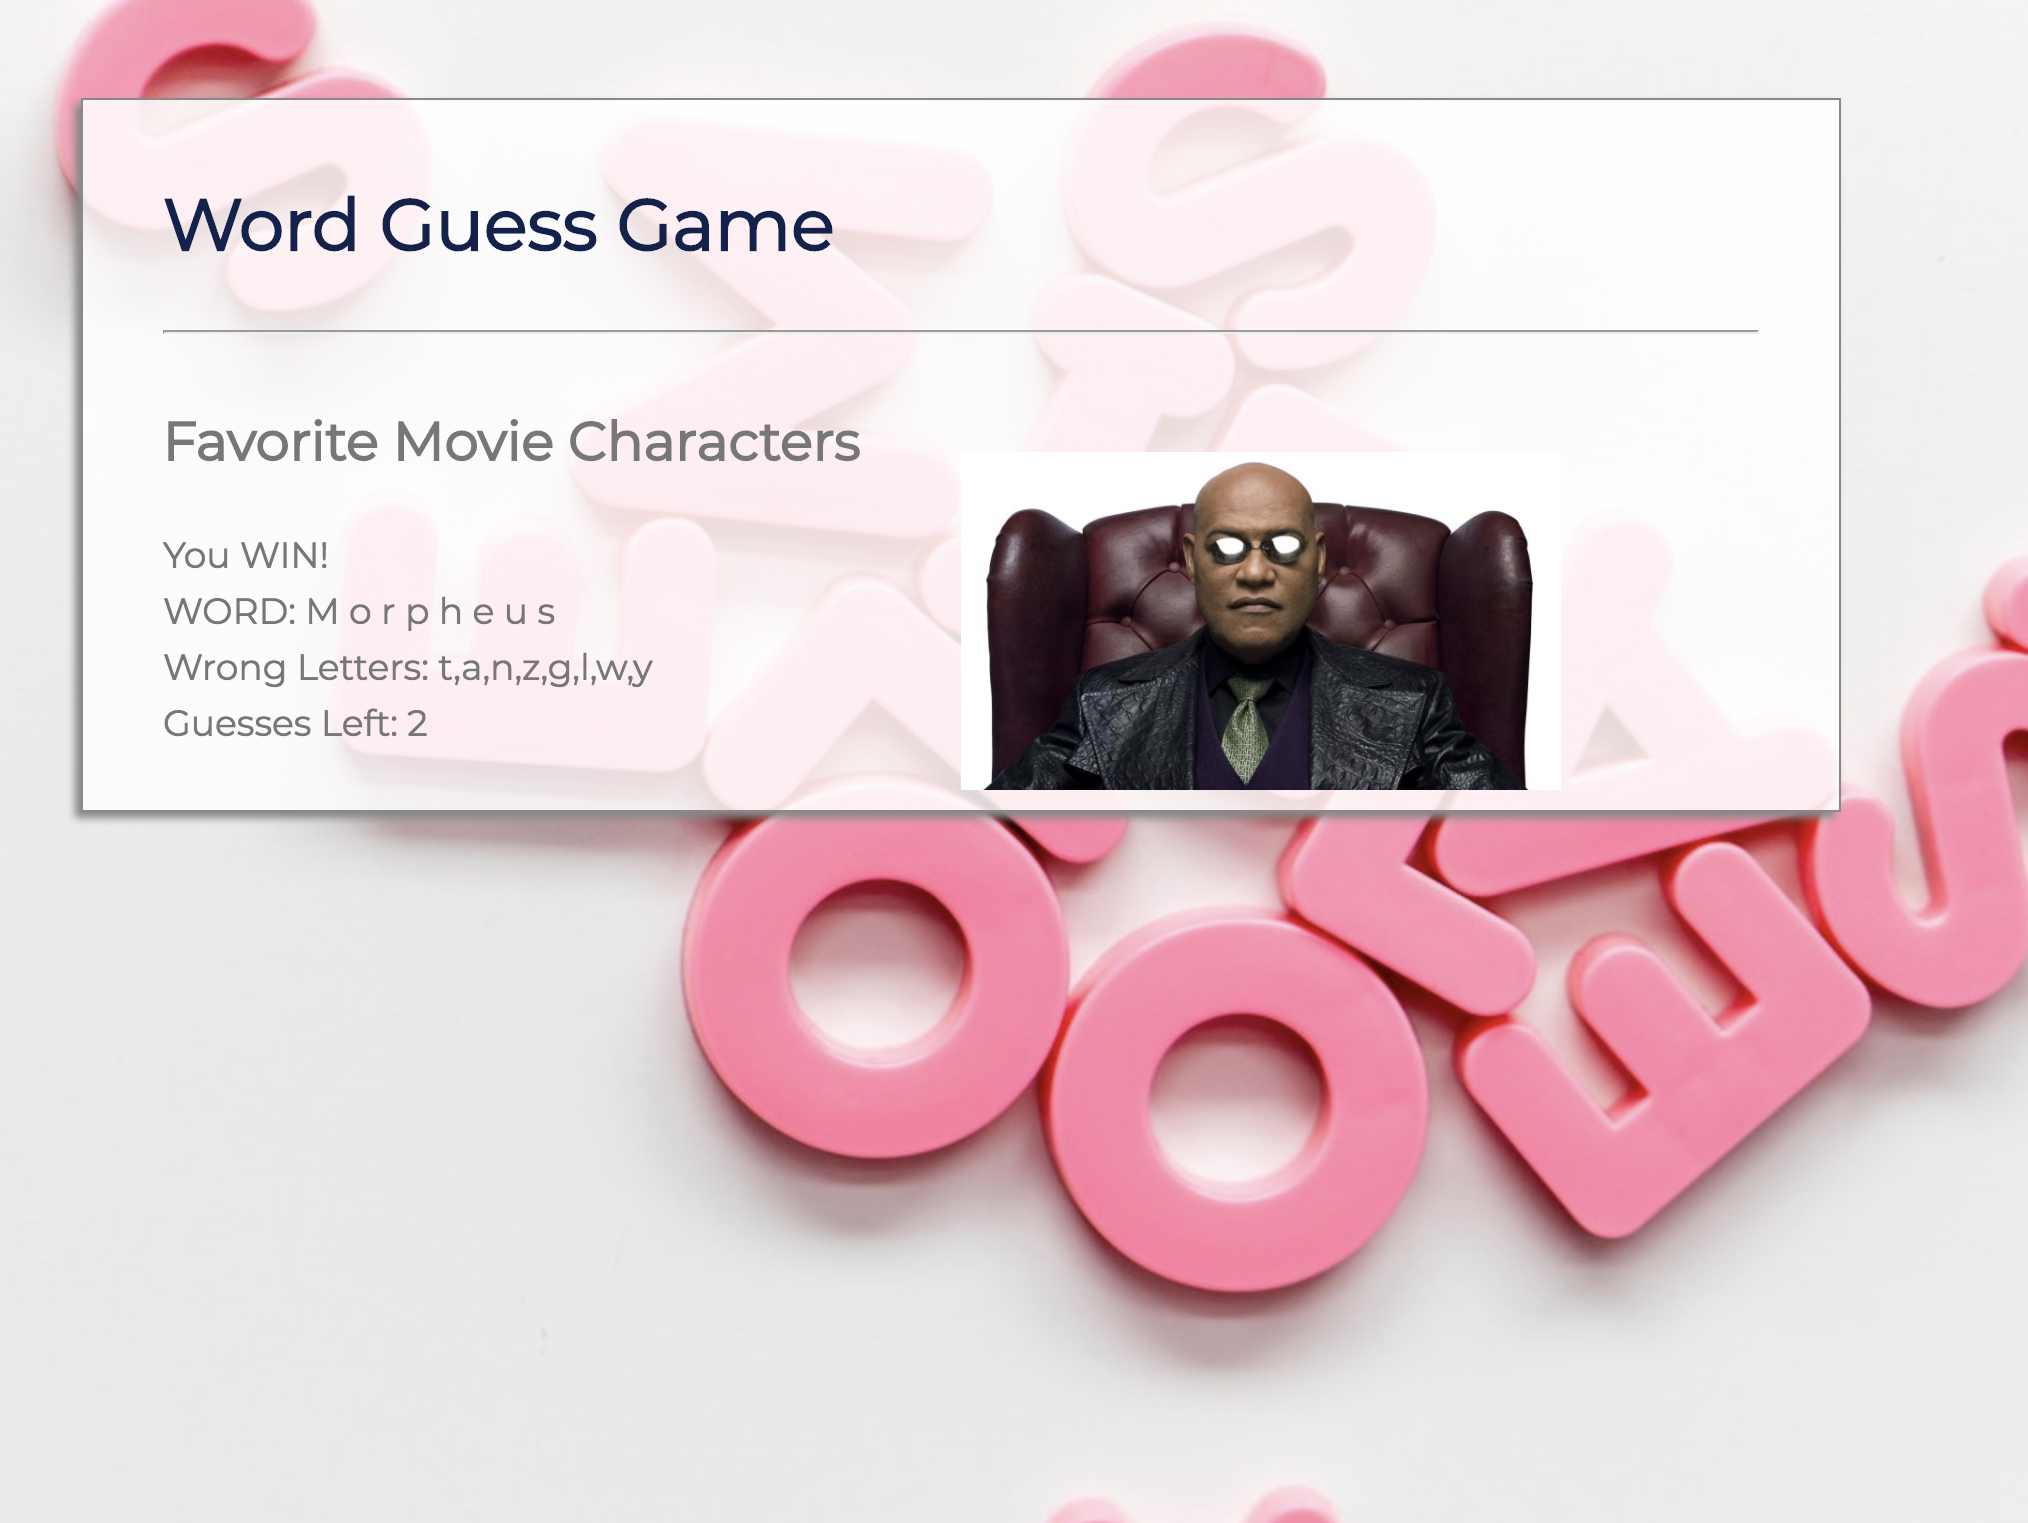 Word Guess Game
Favorite Movie Characters
You WIN!
WORD: M o r p h e u s
Wrong Letters: t,a,n,z,g,l,w,y
Guesses Left: 2